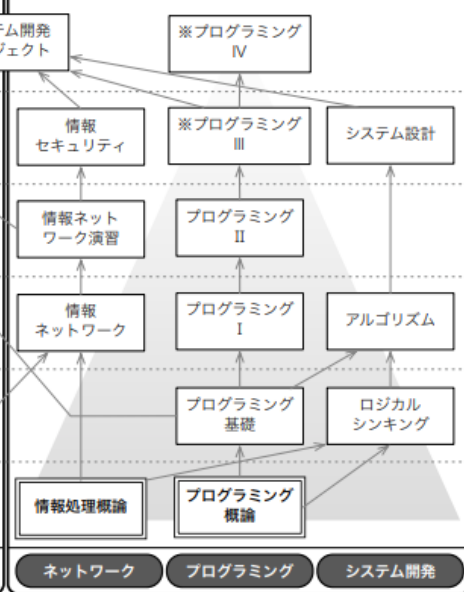 テム開発
ジェクト
※プログラミング
Ⅳ
情報
セキュリティ
※プログラミング
Ⅲ
システム設計
情報ネット
ワーク演習
プログラミング
Ⅱ
情報
ネットワーク
プログラミング
Ⅰ
アルゴリズム
プログラミング
基礎
ロジカル
シンキング
情報処理概論
プログラミング
概論
ネットワーク
プログラミング
システム開発